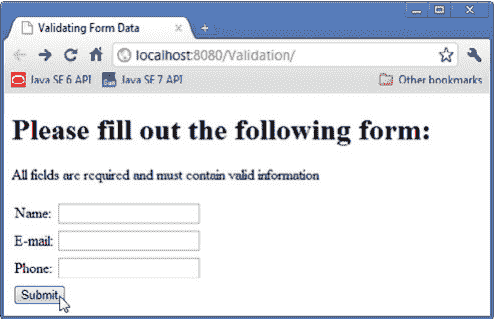 Validating Form Data
localhost:8080/Validation/
Java SE 6 API Java SE 7 API Other bookmarks
Please fill out the following form:
All fields are required and must contain valid information
Name:
E-mail:
Phone:
Submit